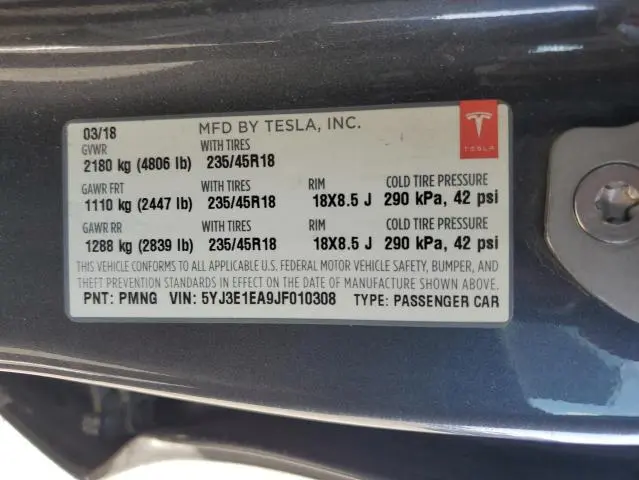 03/18 MFD BY TESLA, INC.
GVWR WITH TIRES
2180 kg (4806 lb) 235/45R18
GAWR FRT WITH TIRES RIM COLD TIRE PRESSURE
1110 kg (2447 lb) 235/45R18 18X8.5 J 290 kPa, 42 psi
GAWR RR WITH TIRES RIM COLD TIRE PRESSURE
1288 kg (2839 lb) 235/45R18 18X8.5 J 290 kPa, 42 psi
THIS VEHICLE CONFORMS TO ALL APPLICABLE U.S. FEDERAL MOTOR VEHICLE SAFETY, BUMPER, AND
THEFT PREVENTION STANDARDS IN EFFECT ON THE DATE OF MANUFACTURE SHOWN ABOVE.
PNT: PMNG VIN: 5YJ3E1EA9JF010308 TYPE: PASSENGER CAR
TESLA